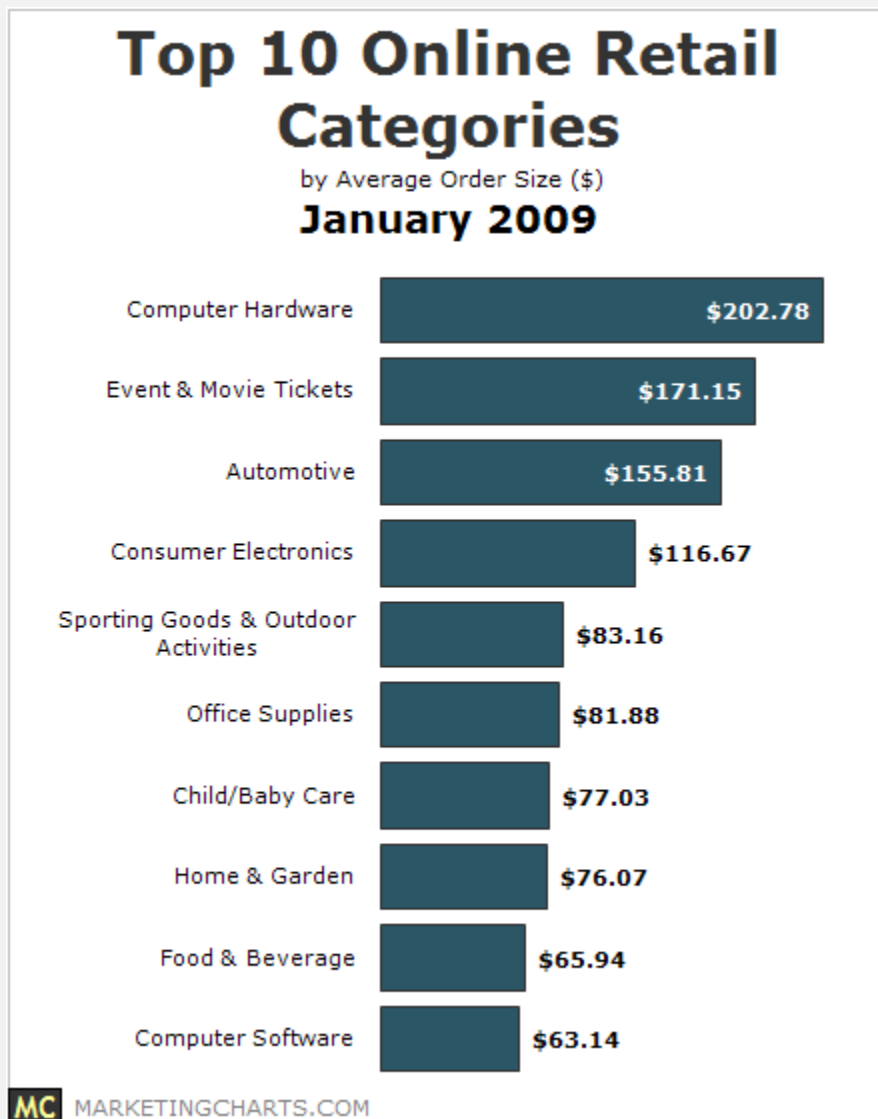 Top 10 Online Retail
Categories
by Average Order Size ($)
January 2009
Computer Hardware $202.78
Event & Movie Tickets $171.15
Automotive $155.81
Consumer Electronics $116.67
Sporting Goods & Outdoor
Activities $83.16
Office Supplies $81.88
Child/Baby Care $77.03
Home & Garden $76.07
Food & Beverage $65.94
Computer Software $63.14
MC MARKETINGCHARTS.COM